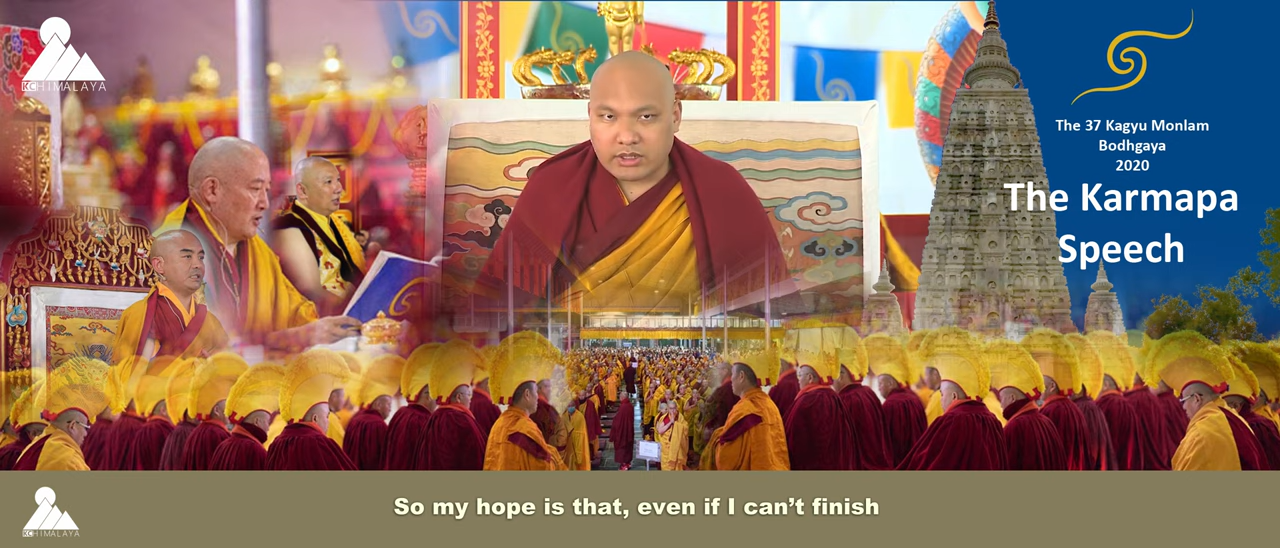 KCHIMALAYA
The 37 Kagyu Monlam
Bodhgaya
2020
The Karmapa
Speech
KCHIMALAYA
So my hope is that, even if I can’t finish